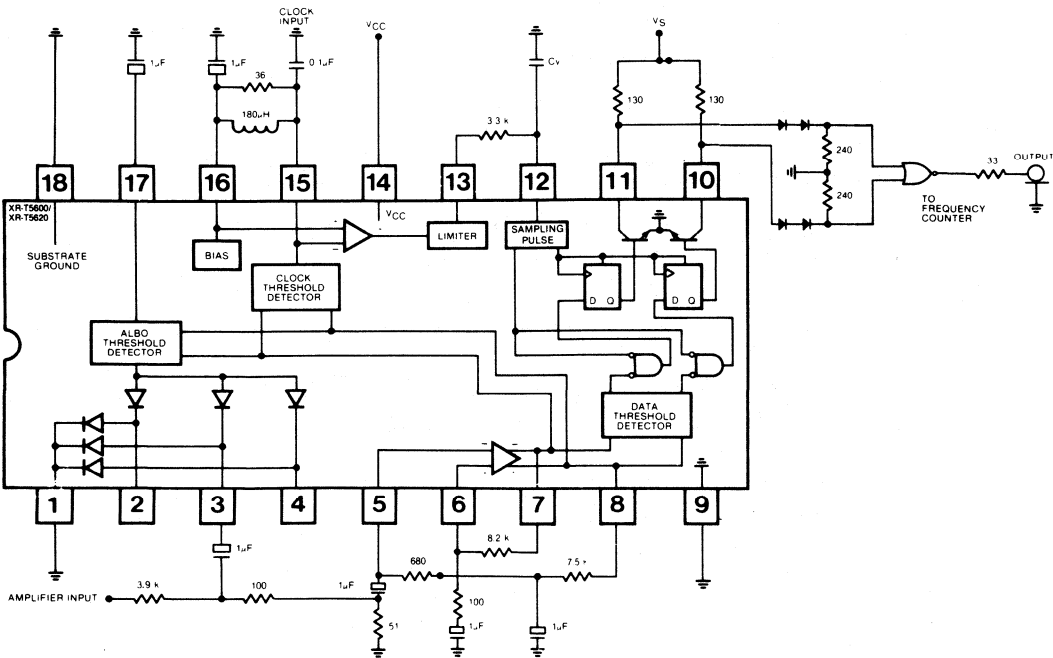 CLOCK
INPUT
VCC
VS
1µF
1µF
36
0.1µF
180µH
3.3 k
Cv
130
130
240
240
33
OUTPUT
TO
FREQUENCY
COUNTER
18
17
16
15
14
13
12
11
10
XR-T5600/
XR-T5620
SUBSTRATE
GROUND
BIAS
VCC
LIMITER
SAMPLING
PULSE
CLOCK
THRESHOLD
DETECTOR
D Q
D Q
ALBO
THRESHOLD
DETECTOR
DATA
THRESHOLD
DETECTOR
1
2
3
4
5
6
7
8
9
1µF
8.2 k
680
7.5 k
1µF
3.9 k
100
AMPLIFIER INPUT
100
51
1µF
1µF